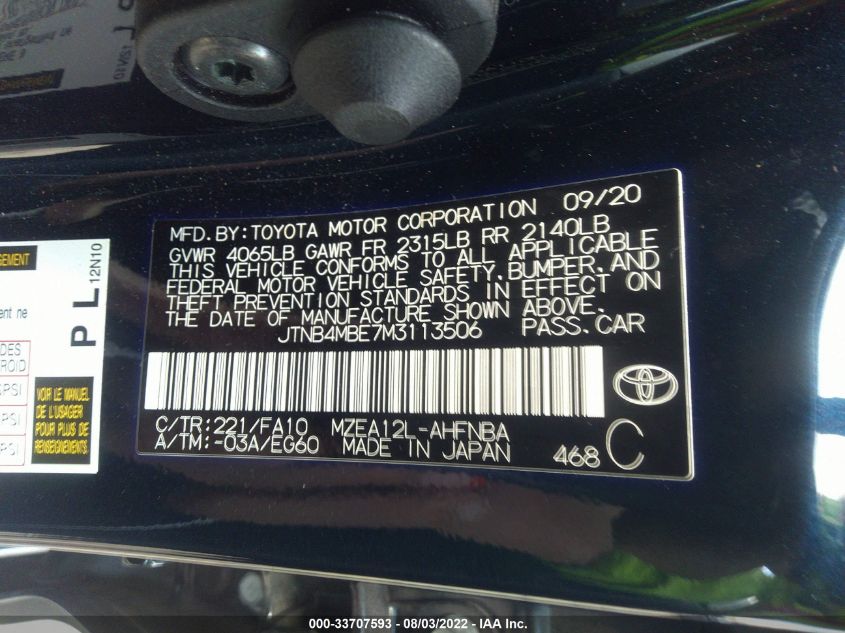 MFD. BY: TOYOTA MOTOR CORPORATION 09/20
GVWR 4065LB GAWR FR 2315LB RR 2140LB
THIS VEHICLE CONFORMS TO ALL APPLICABLE
FEDERAL MOTOR VEHICLE SAFETY, BUMPER, AND
THEFT PREVENTION STANDARDS IN EFFECT ON
THE DATE OF MANUFACTURE SHOWN ABOVE.
JTNB4MBE7M3113506 PASS. CAR
C/TR: 221/FA10 MZEA12L-AHFNBA
A/TM: -03A/EG60 MADE IN JAPAN 468 C
PL 12N10
VOIR LE MANUEL
DE L'USAGER
POUR PLUS DE
RENSEIGNEMENTS
000-33707593 - 08/03/2022 - IAA Inc.